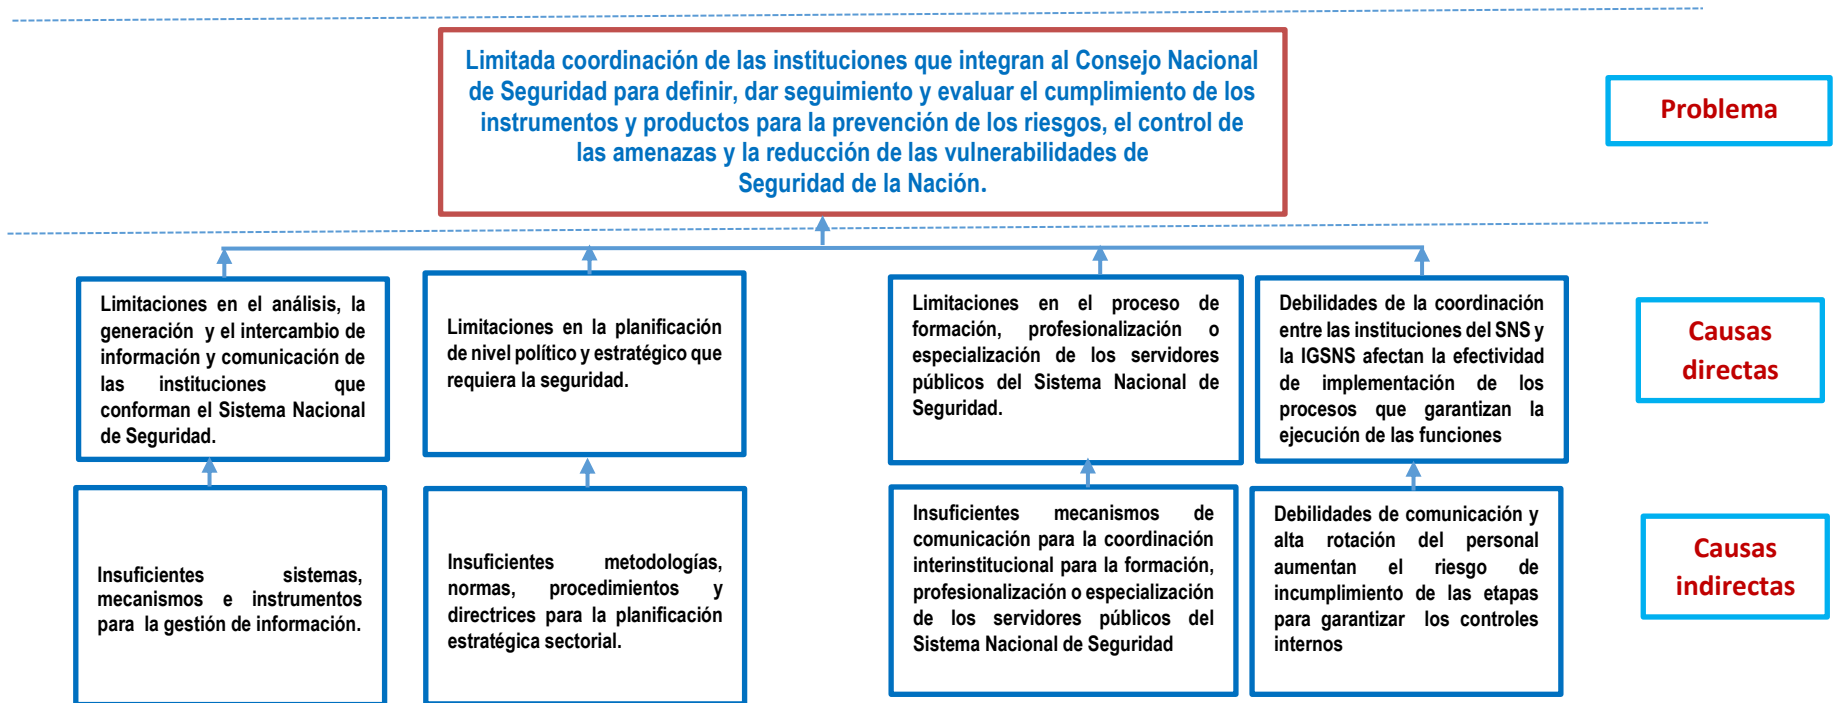 Limitada coordinación de las instituciones que integran al Consejo Nacional
de Seguridad para definir, dar seguimiento y evaluar el cumplimiento de los
instrumentos y productos para la prevención de los riesgos, el control de
las amenazas y la reducción de las vulnerabilidades de
Seguridad de la Nación.
Problema
Limitaciones en el análisis, la
generación y el intercambio de
información y comunicación de
las instituciones que
conforman el Sistema Nacional
de Seguridad.
Limitaciones en la planificación
de nivel político y estratégico que
requiera la seguridad.
Limitaciones en el proceso de
formación, profesionalización o
especialización de los servidores
públicos del Sistema Nacional de
Seguridad.
Debilidades de la coordinación
entre las instituciones del SNS y
la IGSNS afectan la efectividad
de implementación de los
procesos que garantizan la
ejecución de las funciones
Causas
directas
Insuficientes sistemas,
mecanismos e instrumentos
para la gestión de información.
Insuficientes metodologías,
normas, procedimientos y
directrices para la planificación
estratégica sectorial.
Insuficientes mecanismos de
comunicación para la coordinación
interinstitucional para la formación,
profesionalización o especialización
de los servidores públicos del
Sistema Nacional de Seguridad
Debilidades de comunicación y
alta rotación del personal
aumentan el riesgo de
incumplimiento de las etapas
para garantizar los controles
internos
Causas
indirectas